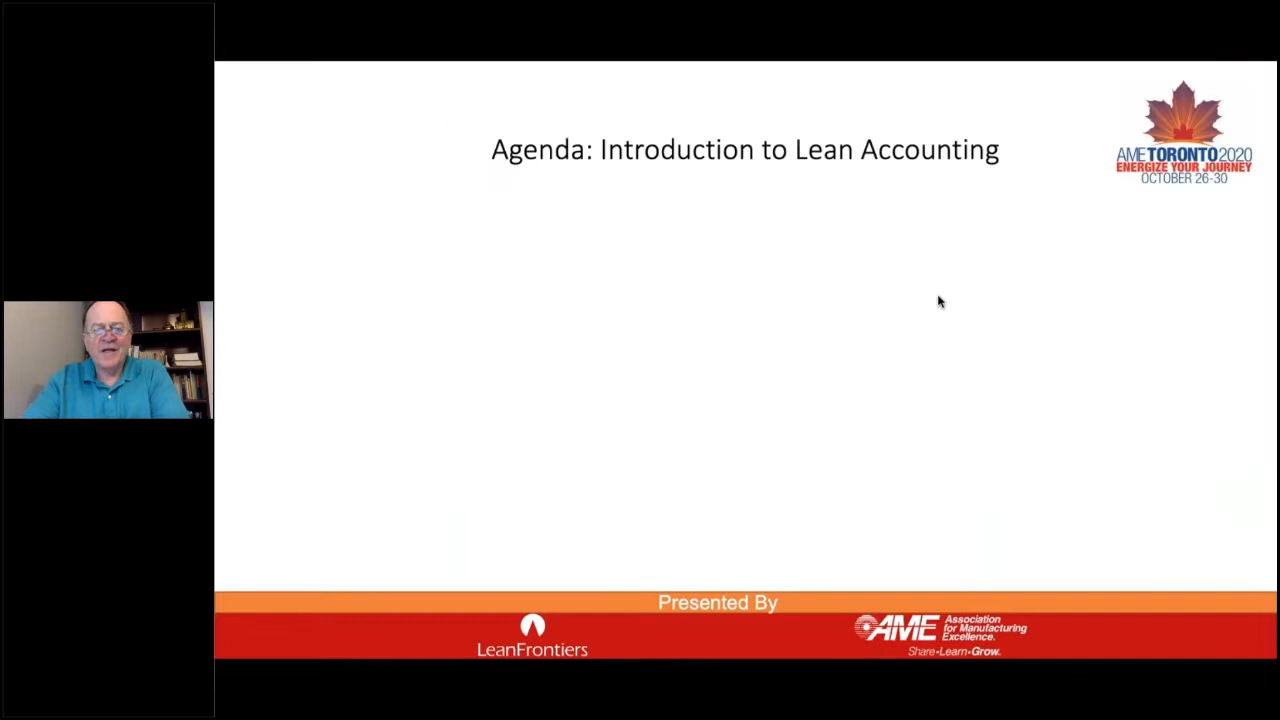 Agenda: Introduction to Lean Accounting
AMETORONTO2020
ENERGIZE YOUR JOURNEY
OCTOBER 26-30
Presented By
LeanFrontiers
AME Association
for Manufacturing
Excellence.
Share•Learn•Grow.